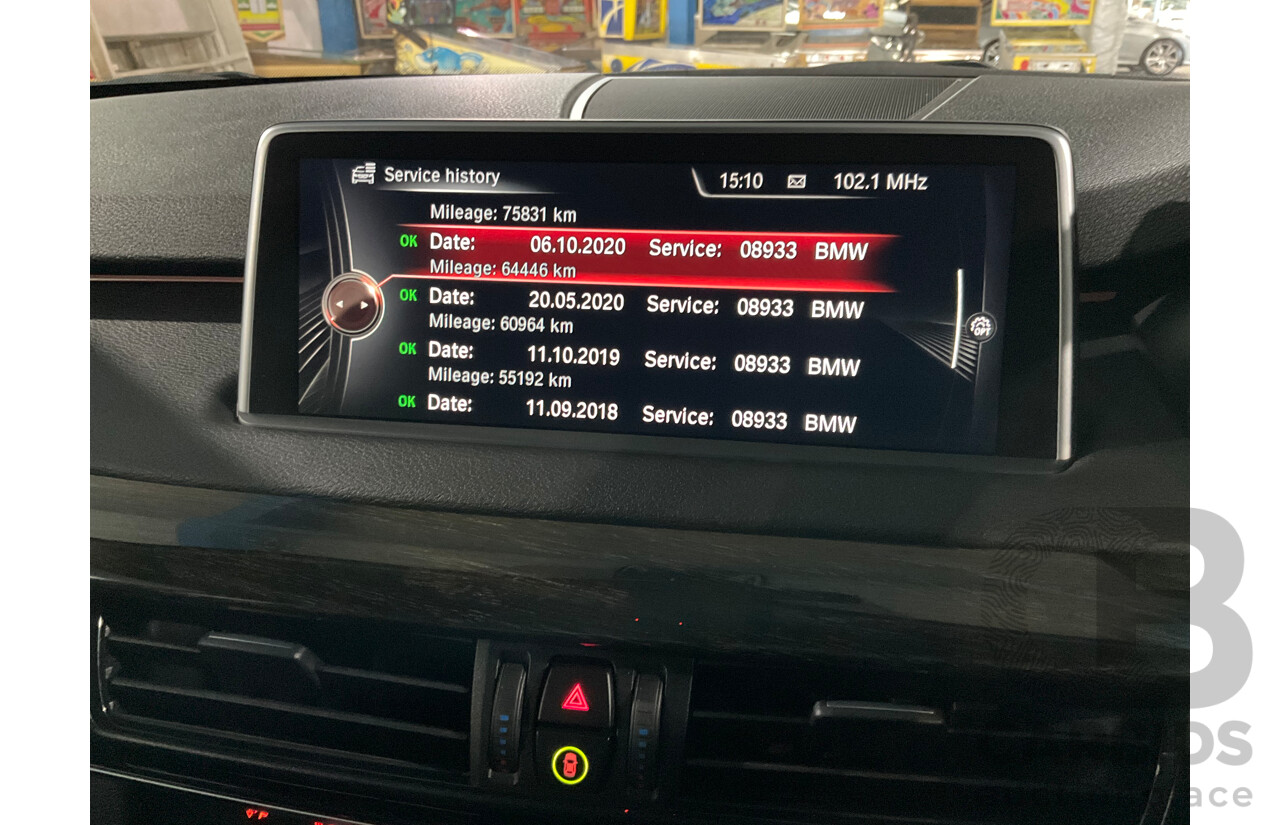 Service history
15:10 102.1 MHz
Mileage: 75831 km
OK Date: 06.10.2020 Service: 08933 BMW
Mileage: 64446 km
OK Date: 20.05.2020 Service: 08933 BMW
Mileage: 60964 km
OK Date: 11.10.2019 Service: 08933 BMW
Mileage: 55192 km
OK Date: 11.09.2018 Service: 08933 BMW
OPT